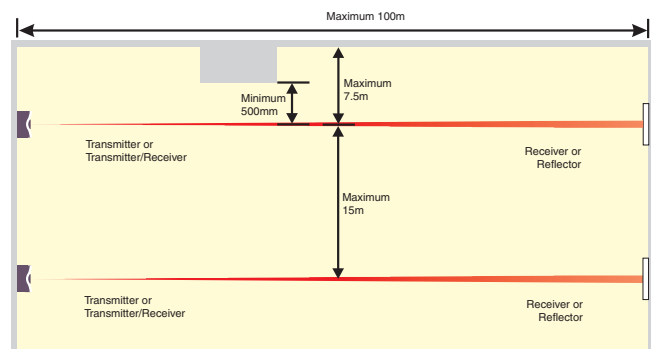 Maximum 100m
Maximum
7.5m
Minimum
500mm
Transmitter or
Transmitter/Receiver
Receiver or
Reflector
Maximum
15m
Transmitter or
Transmitter/Receiver
Receiver or
Reflector